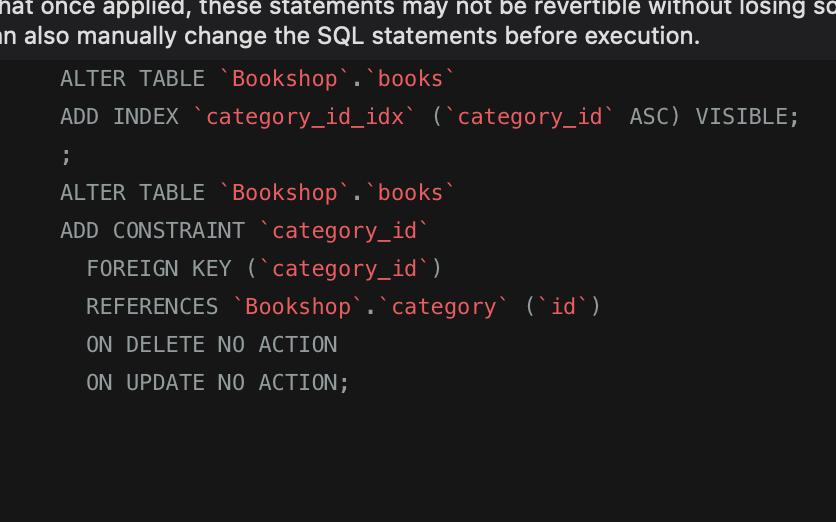 hat once applied, these statements may not be revertible without losing so
an also manually change the SQL statements before execution.
ALTER TABLE `Bookshop`.`books`
ADD INDEX `category_id_idx` (`category_id` ASC) VISIBLE;
;
ALTER TABLE `Bookshop`.`books`
ADD CONSTRAINT `category_id`
  FOREIGN KEY (`category_id`)
  REFERENCES `Bookshop`.`category` (`id`)
  ON DELETE NO ACTION
  ON UPDATE NO ACTION;